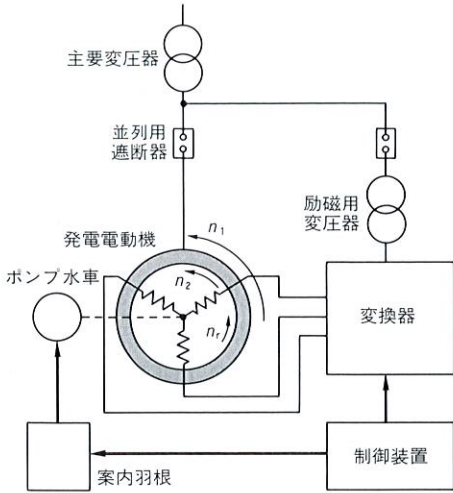 主要変圧器
並列用
遮断器
励磁用
変圧器
n₁
発電電動機
n₂
ポンプ水車
nᵣ
変換器
制御装置
案内羽根